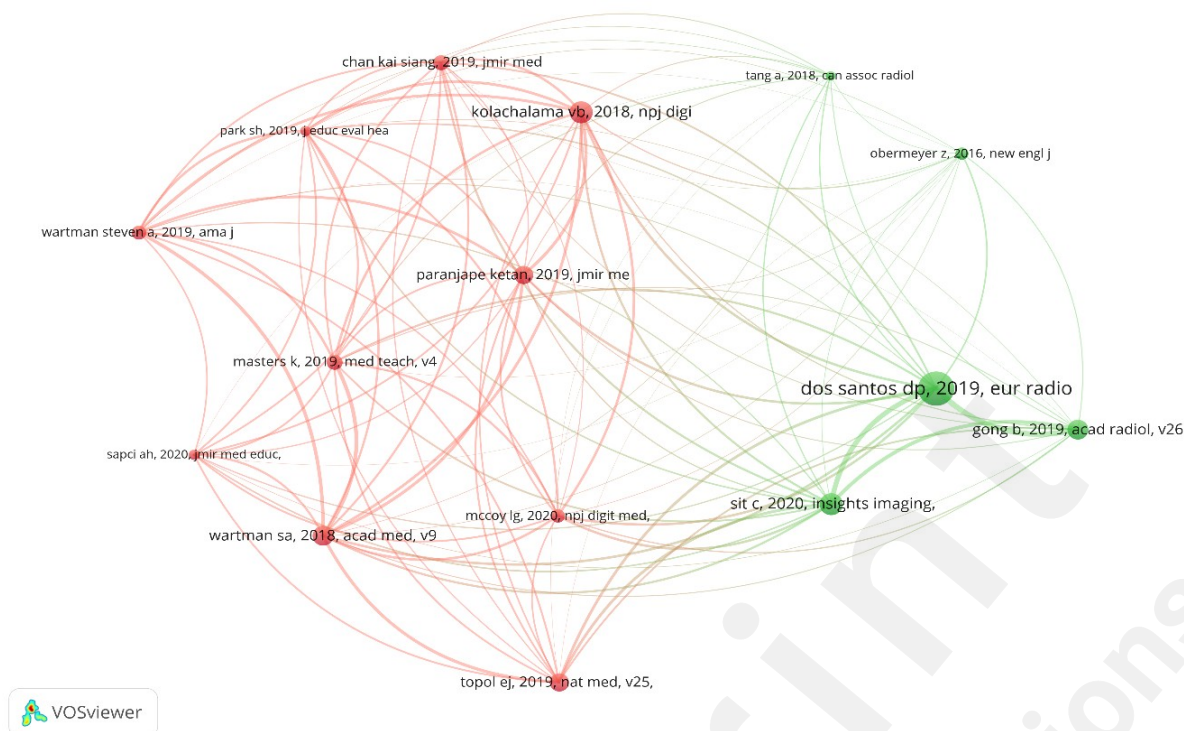 chan kai siang, 2019, jmir med
tang a, 2018, can assoc radiol
kolachalama vb, 2018, npj digi
park sh, 2019, j educ eval hea
obermeyer z, 2016, new engl j
wartman steven a, 2019, ama j
paranjape ketan, 2019, jmir me
masters k, 2019, med teach, v4
dos santos dp, 2019, eur radio
gong b, 2019, acad radiol, v26
sapci ah, 2020, jmir med educ,
sit c, 2020, insights imaging,
mccoy lg, 2020, npj digit med,
wartman sa, 2018, acad med, v9
topol ej, 2019, nat med, v25,
VOSviewer
int
ions